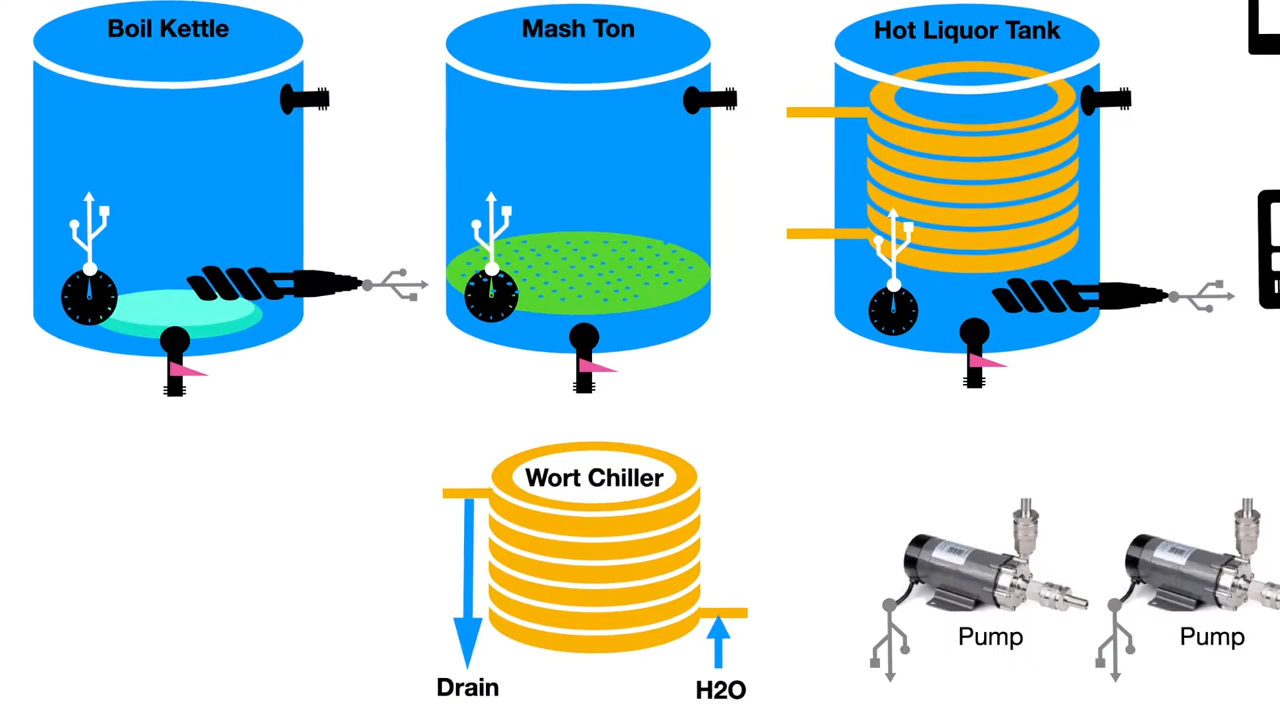 Boil Kettle
Mash Ton
Hot Liquor Tank
Wort Chiller
Drain
H2O
Pump
Pump